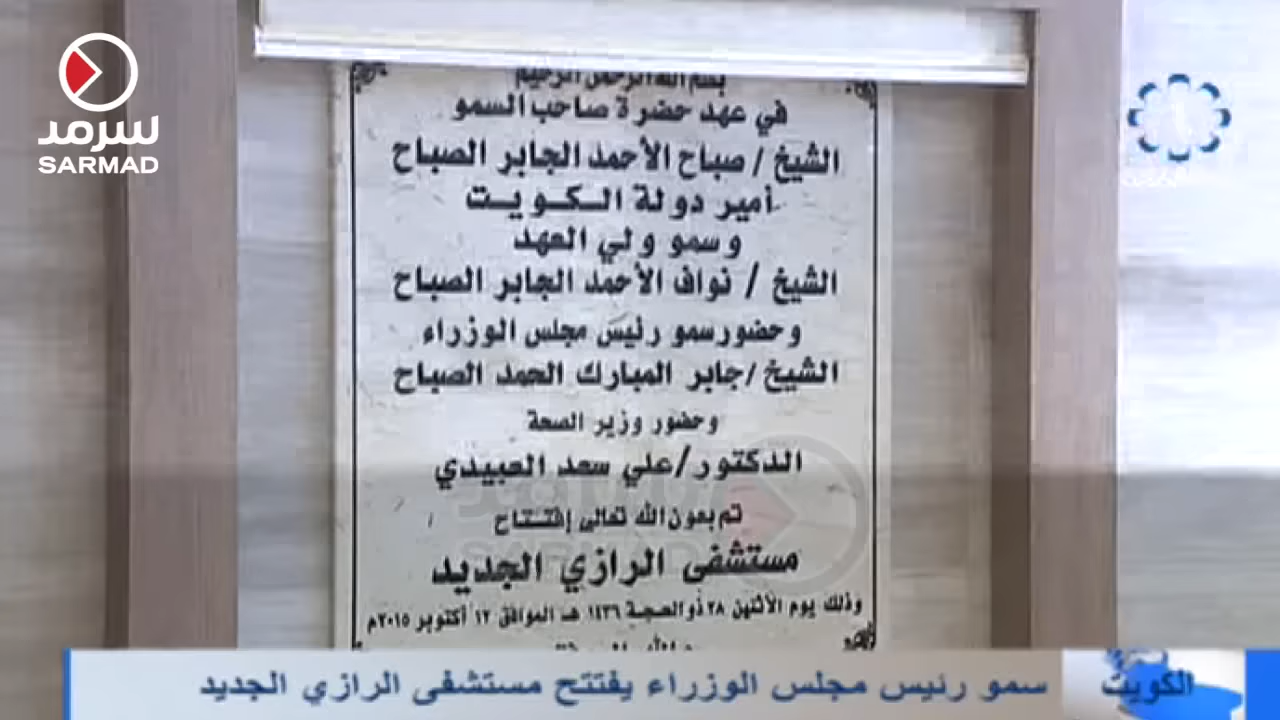 سرمد
SARMAD
بسم الله الرحمن الرحيم
في عهد حضرة صاحب السمو
الشيخ / صباح الأحمد الجابر الصباح
أمير دولة الكويت
وسمو ولي العهد
الشيخ / نواف الأحمد الجابر الصباح
وحضور سمو رئيس مجلس الوزراء
الشيخ /جابر المبارك الحمد الصباح
وحضور وزير الصحة
الدكتور/علي سعد العبيدي
تم بعون الله تعالى إفتتاح
مستشفى الرازي الجديد
وذلك يوم الأثنين ٢٨ ذو الحجة ١٤٣٦ هـ الموافق ١٢ أكتوبر ٢٠١٥م
الكويت
سمو رئيس مجلس الوزراء يفتتح مستشفى الرازي الجديد